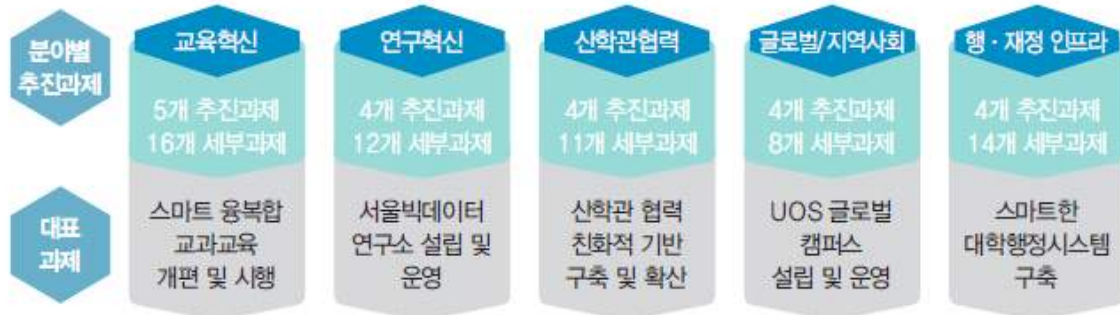 분야별
추진과제
교육혁신
5개 추진과제
16개 세부과제
연구혁신
4개 추진과제
12개 세부과제
산학관협력
4개 추진과제
11개 세부과제
글로벌/지역사회
4개 추진과제
8개 세부과제
행·재정 인프라
4개 추진과제
14개 세부과제
대표
과제
스마트 융복합
교과교육
개편 및 시행
서울빅데이터
연구소 설립 및
운영
산학관 협력
친화적 기반
구축 및 확산
UOS 글로벌
캠퍼스
설립 및 운영
스마트한
대학행정시스템
구축